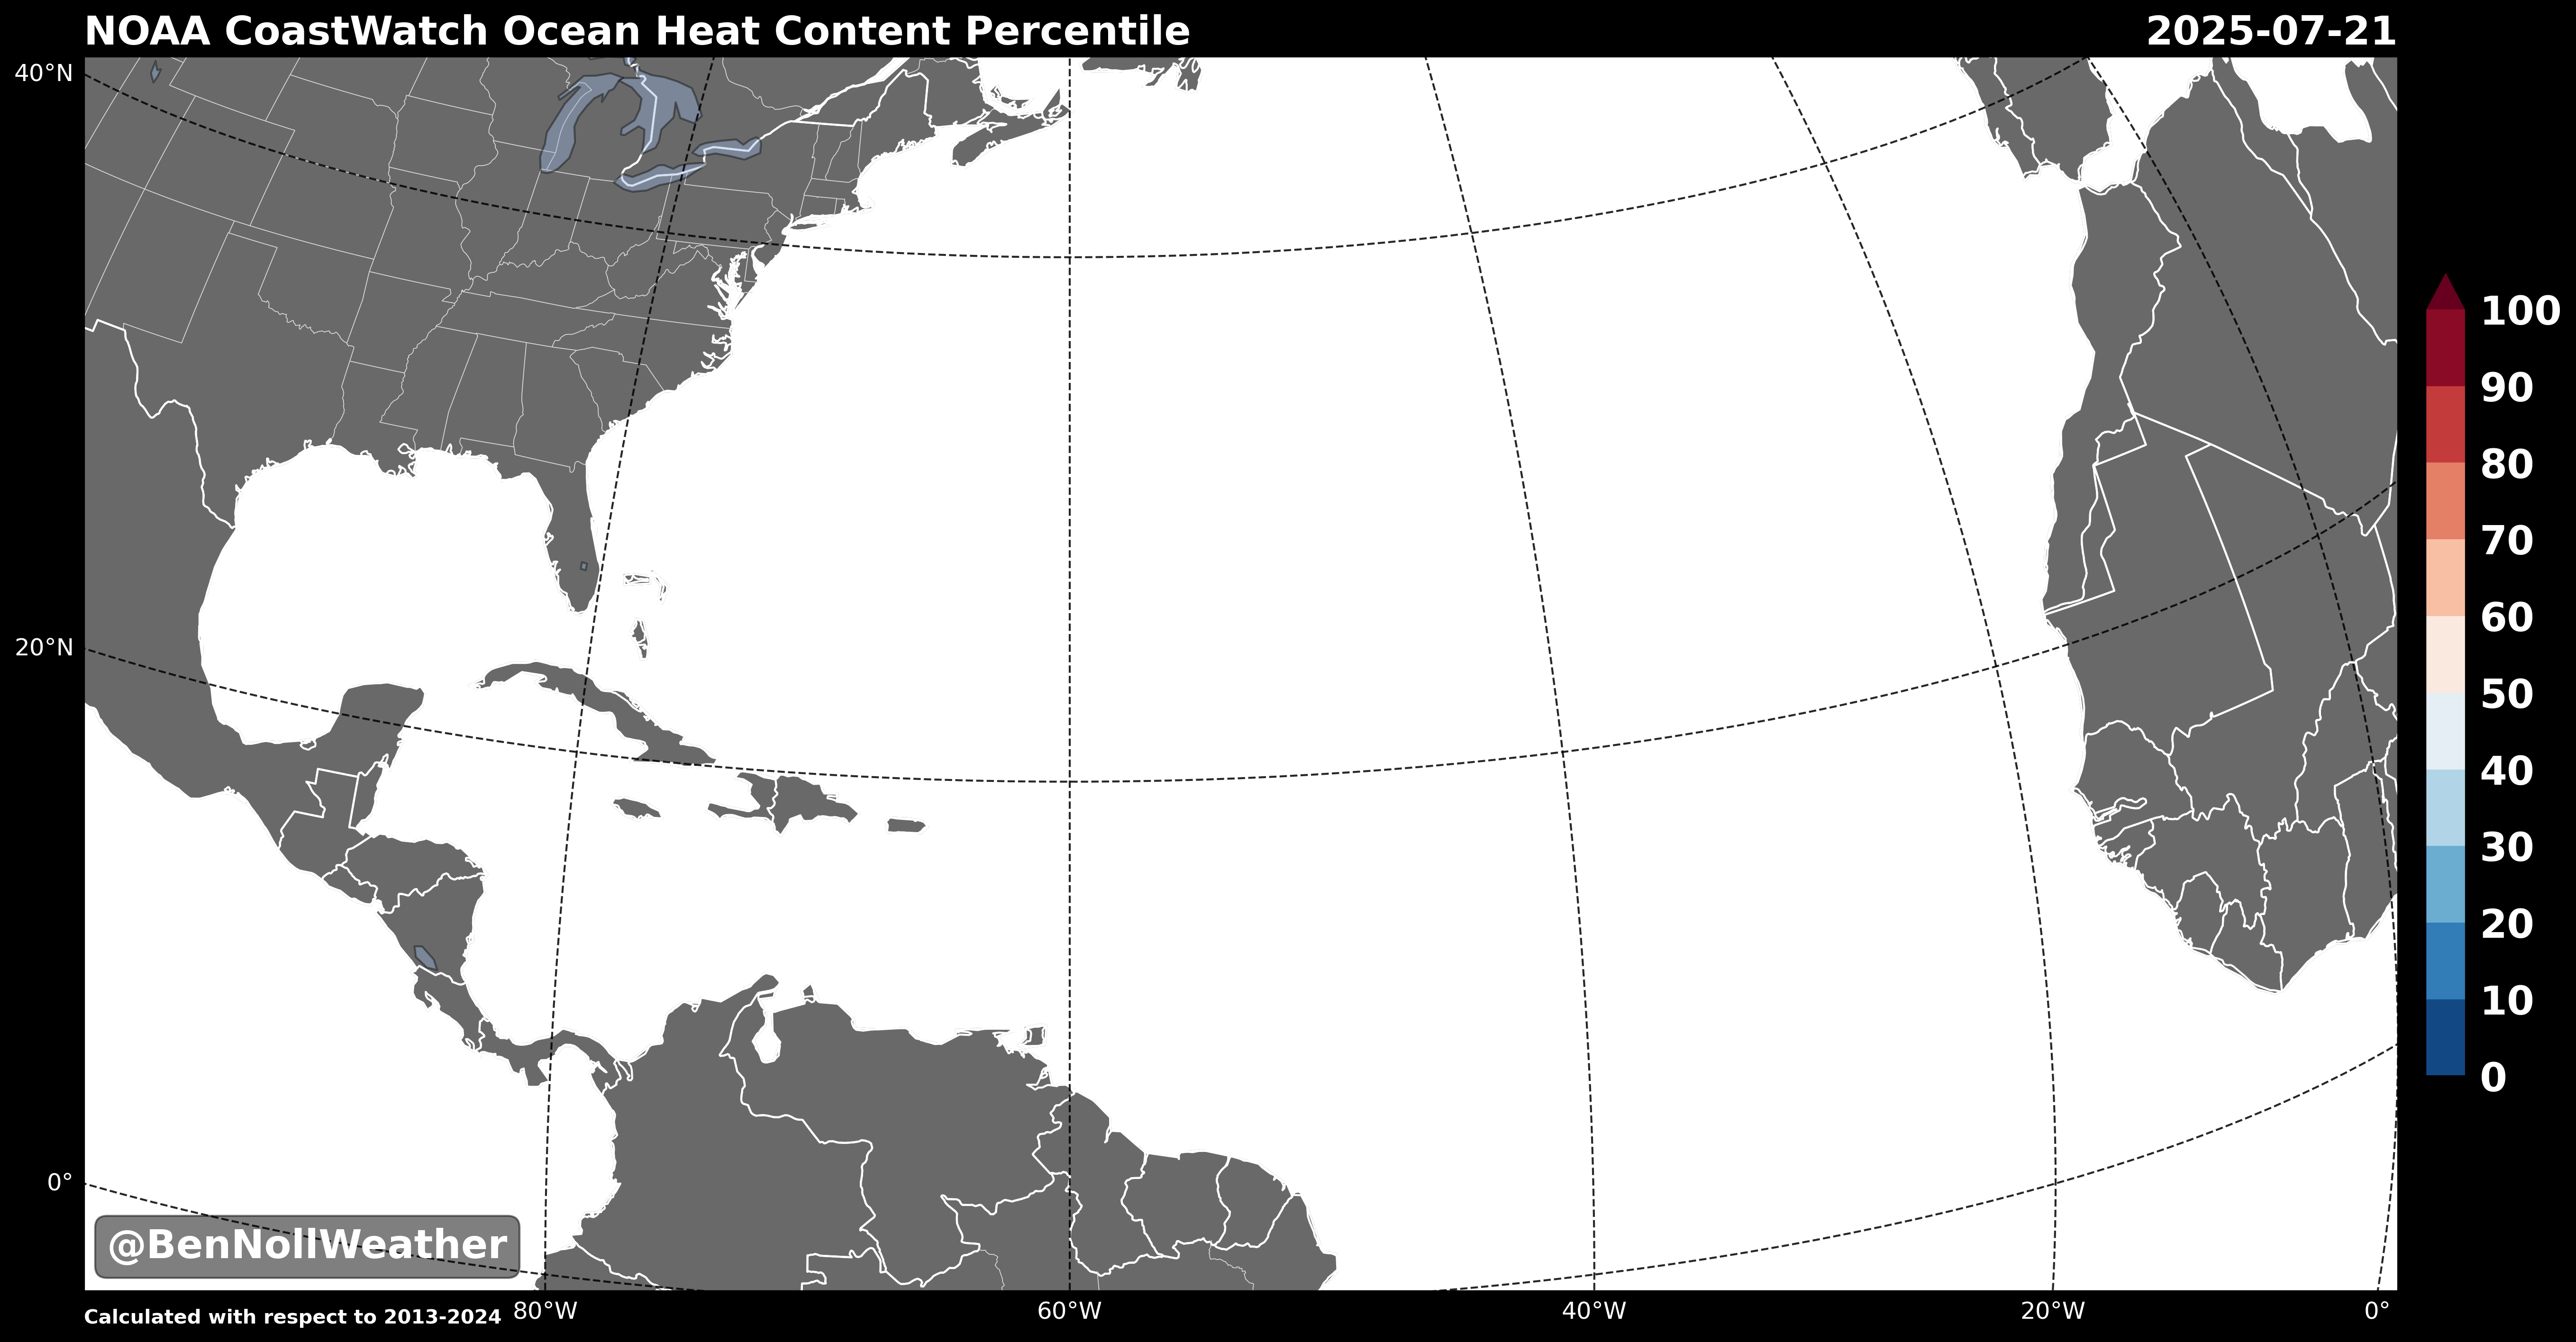 NOAA CoastWatch Ocean Heat Content Percentile
2025-07-21
40°N
20°N
0°
100
90
80
70
60
50
40
30
20
10
0
@BenNollWeather
80°W
60°W
40°W
20°W
0°
Calculated with respect to 2013-2024